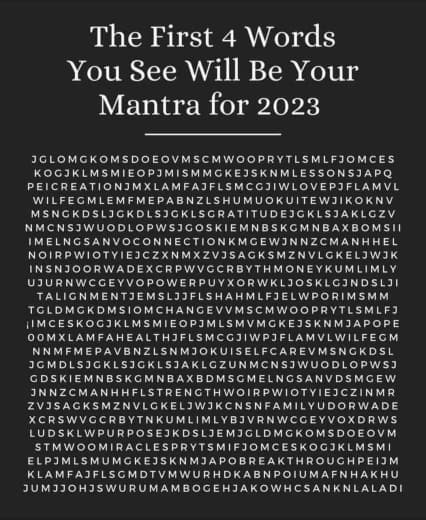 The First 4 Words
You See Will Be Your
Mantra for 2023
JGLOMGKOMSDOEOVMSCMWOOPRYTLSMLFJOMCES
KOGJKLMSMIEOPJMISMMGKEJSKNMLESSONSJAPQ
PEICREATIONJMXLAMFAJFLSMCGJIWLOVEPJFLAMVL
WILFEGMLEMFMEPABNZLSHUMUOKUITEWJIKOKNV
MSNGKDSLJGKDLSJGKLSGRATITUDEJGKLSJAKLGZV
NMCNSJWUODLOPWSJGOSKIEMNBSKGMNBAXBOMSII
IMELNGSANVOCONNECTIONKMGEWJNNZCMANHHEL
NOIRPWIOTYIEJCZXNMXZVJSAGKSMZNVLGKELJWJK
INSNJOORWADEXCRPWVGCRBYTHMONEYKUMLIMLY
UJURNWCGEYVOPOWERPUYXORWKLJOSKLGJNDSLJI
TALIGNMENTJEMSLJJFLSHAHMLFJELWPORIMSMM
TGLDMGKDMSIOMCHANGEVVMSCMWOOPRYTLSMLFJ
¡IMCESKOGJKLMSMIEOPJMLSMVMGKEJSKNMJAPOPE
00MXLAMFAHEALTHJFLSMCGJIWPJFLAMVLWILFEGM
NNMFMEPAVBNZLSNMJOKUISELFCAREVMSNGKDSL
JGMDLSJGKLSJGKLSJAKLGZUNMCNSJWUODLOPWSJ
GDSKIEMNBSKGMNBAXBDMSGMELNGSANVDSMGEW
JNNZCMANHHFLSTRENGTHWOIRPWIOTYIEJCZINMR
ZVJSAGKSMZNVLGKELJWJKCNSNFAMILYUDORWADE
XCRSWVGCRBYTNKUMLIMLYBJVRNWCGEYVOXDRWS
LUDSKLWPURPOSEJKDSLJEMJGLDMGKOMSDOEOVM
STMWOOMIRACLESPRYTSMIFJOMCESKOGJKLMSMI
ELPJMLSMUMGKEJSKNMJAPOBREAKTHROUGHPEIJM
KLAMFAJFLSGMDTVMWURHDKABNPOIUMAFNHAKHU
JUMJJOHJSWURUMAMBOGEHJAKOWHCSANKNLALADI